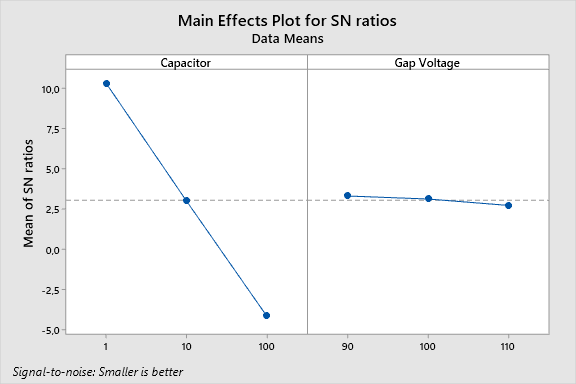 Main Effects Plot for SN ratios
Data Means
Capacitor Gap Voltage
Mean of SN ratios
10,0
7,5
5,0
2,5
0,0
-2,5
-5,0
1 10 100 90 100 110
Signal-to-noise: Smaller is better